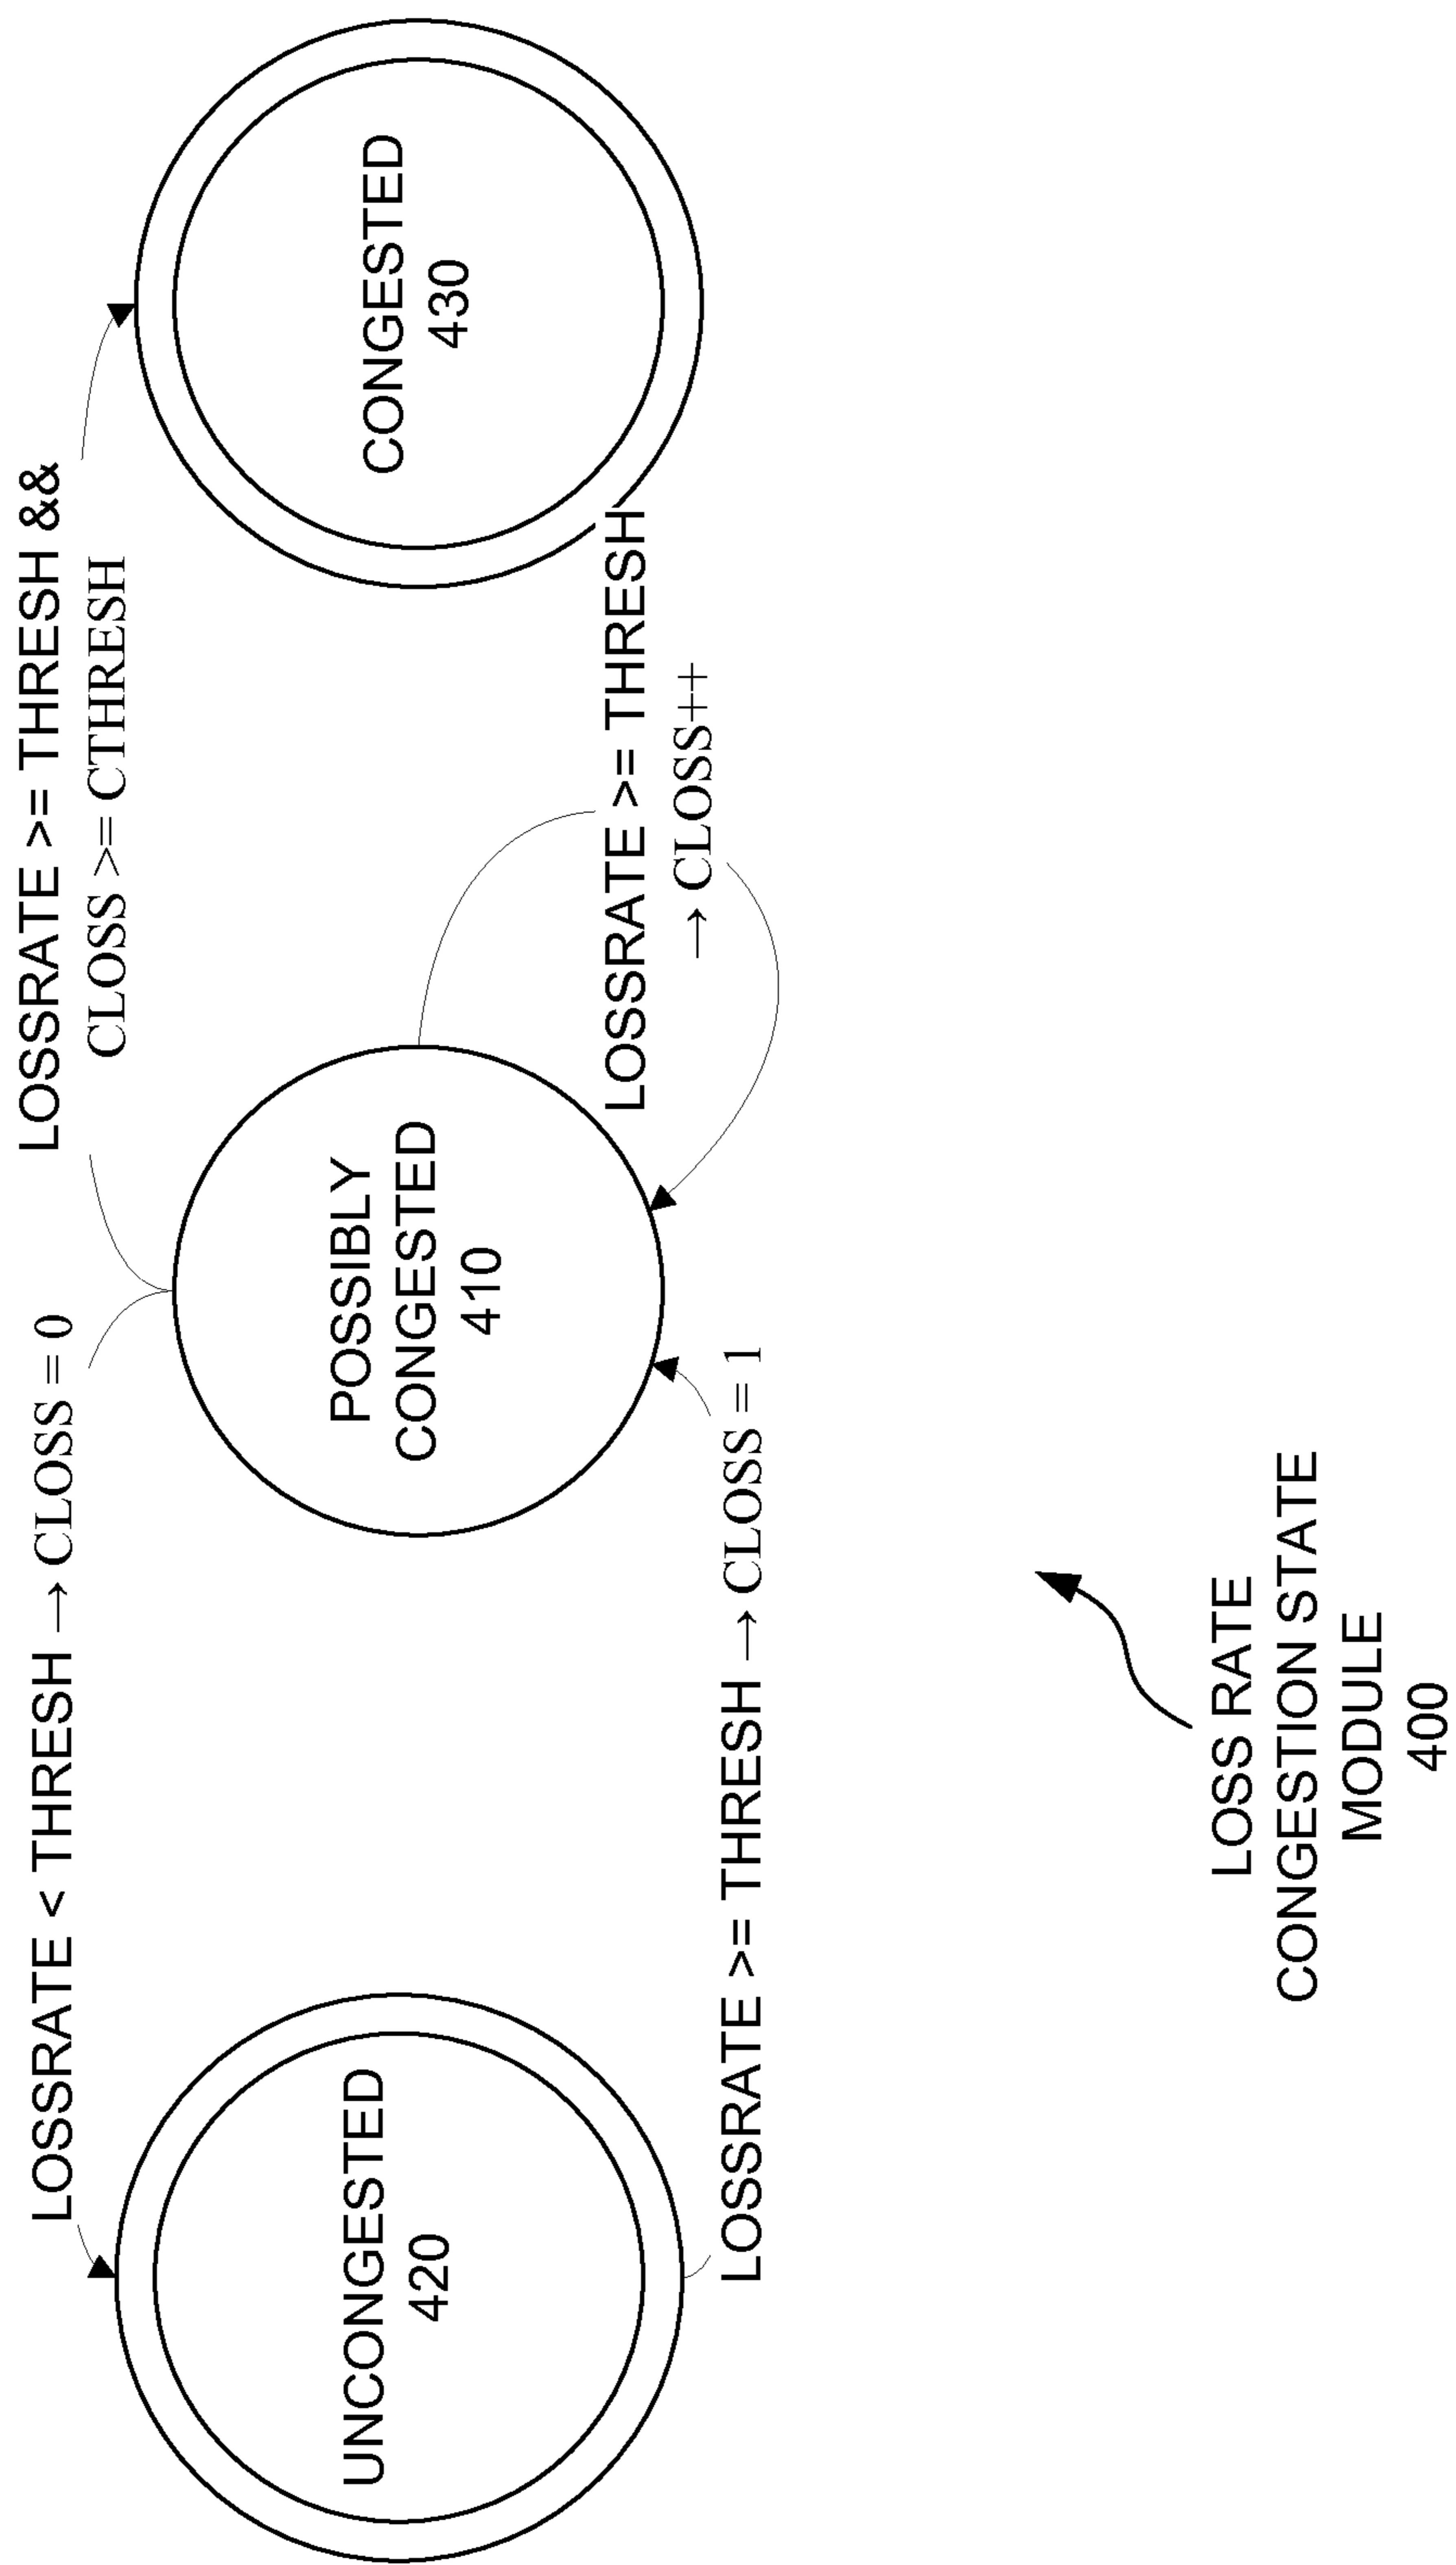 LOSSRATE < THRESH → CLOSS = 0
LOSSRATE >= THRESH &&
CLOSS >= CTHRESH
UNCONGESTED
420
POSSIBLY
CONGESTED
410
CONGESTED
430
LOSSRATE >= THRESH
→ CLOSS++
LOSSRATE >= THRESH → CLOSS = 1
LOSS RATE
CONGESTION STATE
MODULE
400